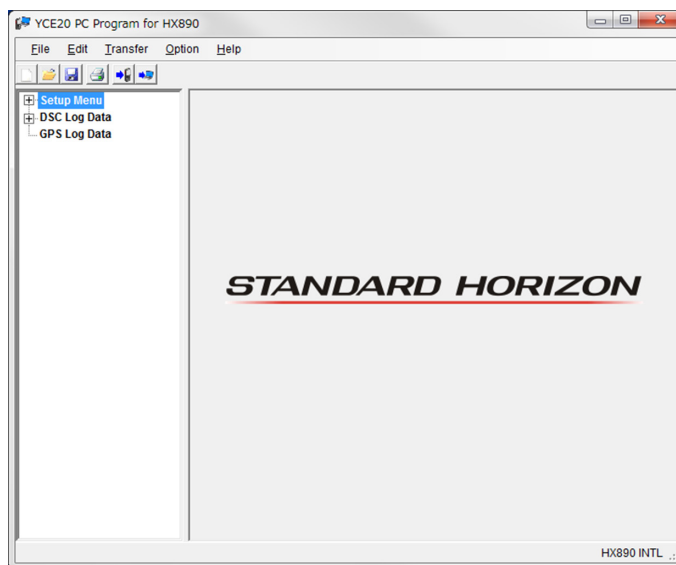 YCE20 PC Program for HX890
File Edit Transfer Option Help
Setup Menu
DSC Log Data
GPS Log Data
STANDARD HORIZON
HX890 INTL